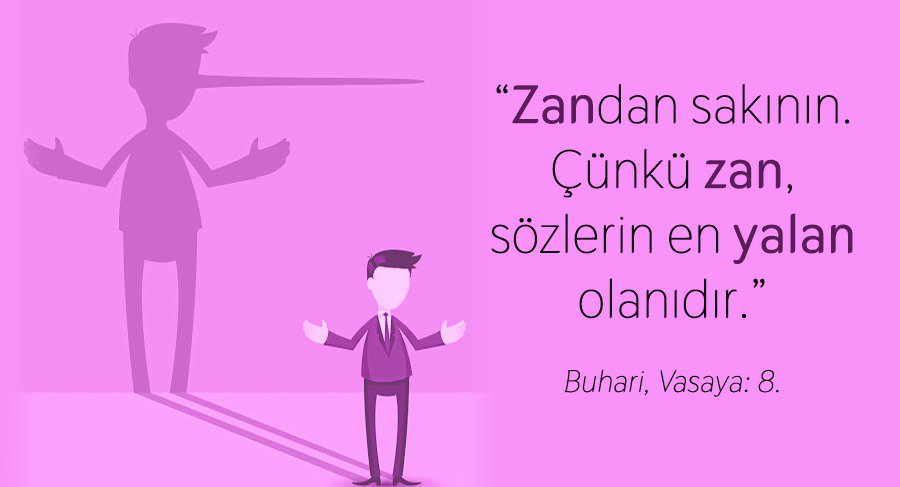 “Zandan sakının.
Çünkü zan,
sözlerin en yalan
olanıdır.”
Buhari, Vasaya: 8.